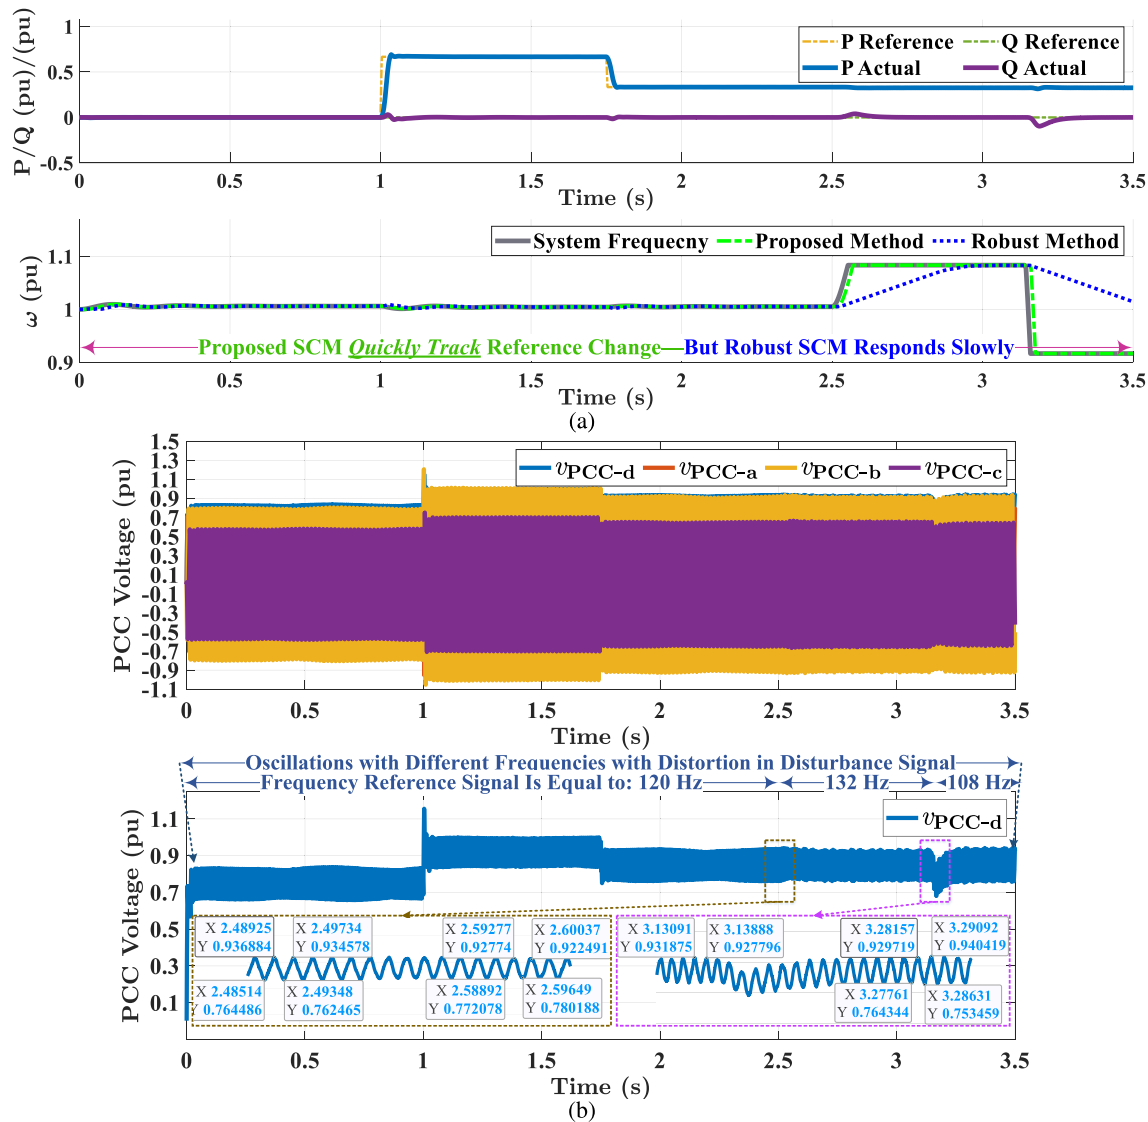 P/Q (pu)/(pu)
1
0.5
0
-0.5
P Reference Q Reference
P Actual Q Actual
0 0.5 1 1.5 2 2.5 3 3.5
Time (s)
ω (pu)
1.1
1
0.9
System Frequecny Proposed Method Robust Method
Proposed SCM Quickly Track Reference Change—But Robust SCM Responds Slowly
0 0.5 1 1.5 2 2.5 3 3.5
Time (s)
(a)
PCC Voltage (pu)
1.5
1.3
1.1
0.9
0.7
0.5
0.3
0.1
-0.1
-0.3
-0.5
-0.7
-0.9
-1.1
vPCC-d vPCC-a vPCC-b vPCC-c
0 0.5 1 1.5 2 2.5 3 3.5
Time (s)
Oscillations with Different Frequencies with Distortion in Disturbance Signal
Frequency Reference Signal Is Equal to: 120 Hz 132 Hz 108 Hz
PCC Voltage (pu)
1.1
0.9
0.7
0.5
0.3
0.1
vPCC-d
X 2.48925 X 2.49734 X 2.59277 X 2.60037 X 3.13091 X 3.13888 X 3.28157 X 3.29092
Y 0.936884 Y 0.934578 Y 0.92774 Y 0.922491 Y 0.931875 Y 0.927796 Y 0.929719 Y 0.940419
X 2.48514 X 2.49348 X 2.58892 X 2.59649 X 3.27761 X 3.28631
Y 0.764486 Y 0.762465 Y 0.772078 Y 0.780188 Y 0.764344 Y 0.753459
0 0.5 1 1.5 2 2.5 3 3.5
Time (s)
(b)